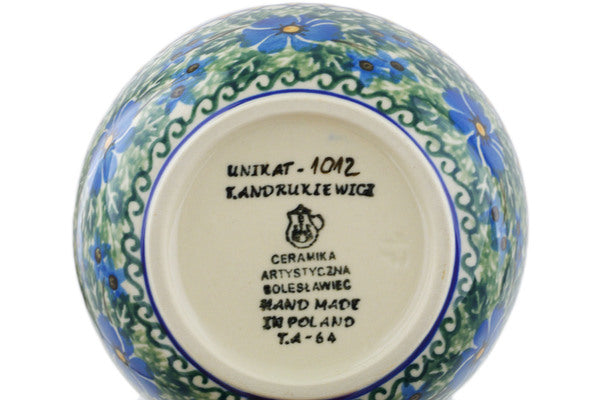 UNIKAT - 1012
T.ANDRUKIEWICZ
CERAMIKA
ARTYSTYCZNA
BOLESŁAWIEC
HAND MADE
IN POLAND
T.A - 64